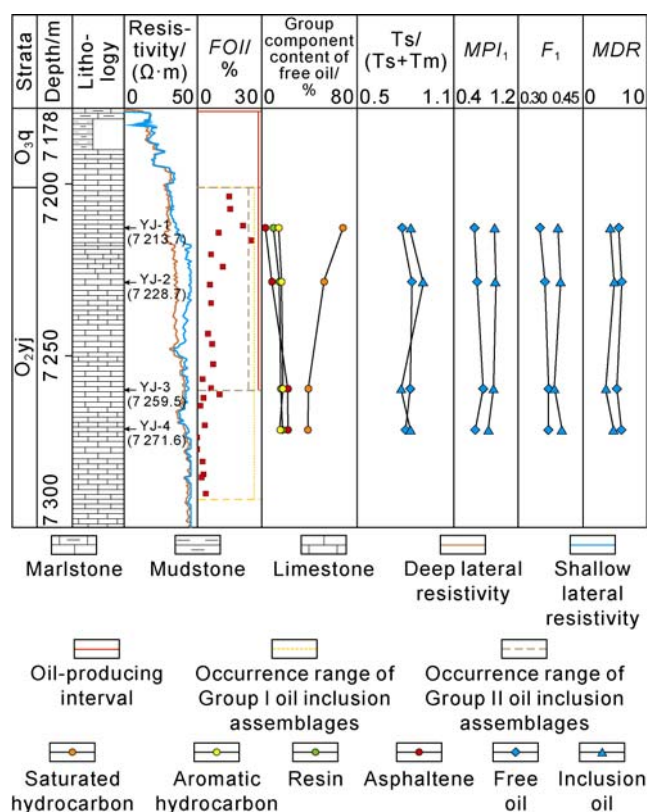 Strata
Depth/m
Litho-
logy
Resis-
tivity/
(Ω·m)
0 50
FOI/
%
0 30
Group
component
content of
free oil/
%
0 80
Ts/
(Ts+Tm)
0.5 1.1
MPI₁
0.4 1.2
F₁
0.30 0.45
MDR
0 10
O₃q
O₂yj
7 178
7 200
7 250
7 300
YJ-1
(7 213.7)
YJ-2
(7 228.7)
YJ-3
(7 259.5)
YJ-4
(7 271.6)
Marlstone
Mudstone
Limestone
Deep lateral
resistivity
Shallow
lateral
resistivity
Oil-producing
interval
Occurrence range of
Group I oil inclusion
assemblages
Occurrence range of
Group II oil inclusion
assemblages
Saturated
hydrocarbon
Aromatic
hydrocarbon
Resin
Asphaltene
Free
oil
Inclusion
oil